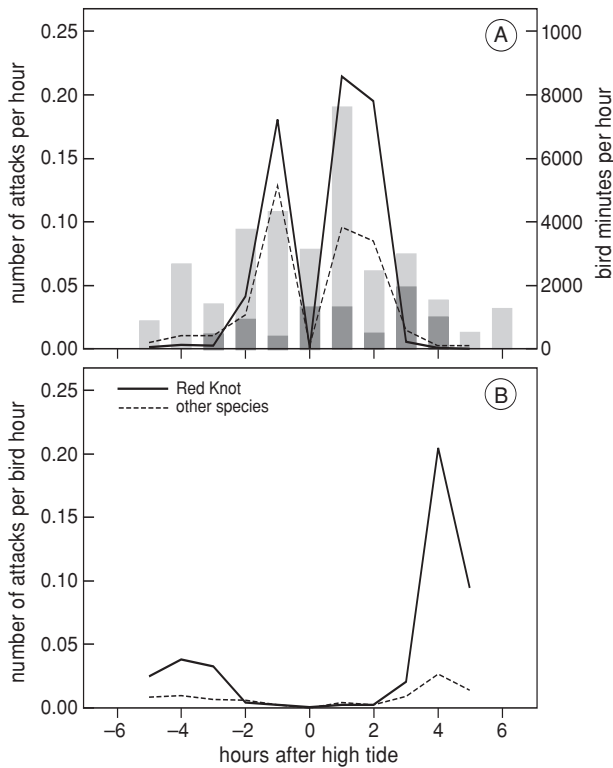 0.25
0.20
0.15
0.10
0.05
0.00
number of attacks per hour
A
1000
8000
6000
4000
2000
0
bird minutes per hour
0.25
0.20
0.15
0.10
0.05
0.00
number of attacks per bird hour
Red Knot
other species
B
−6 −4 −2 0 2 4 6
hours after high tide